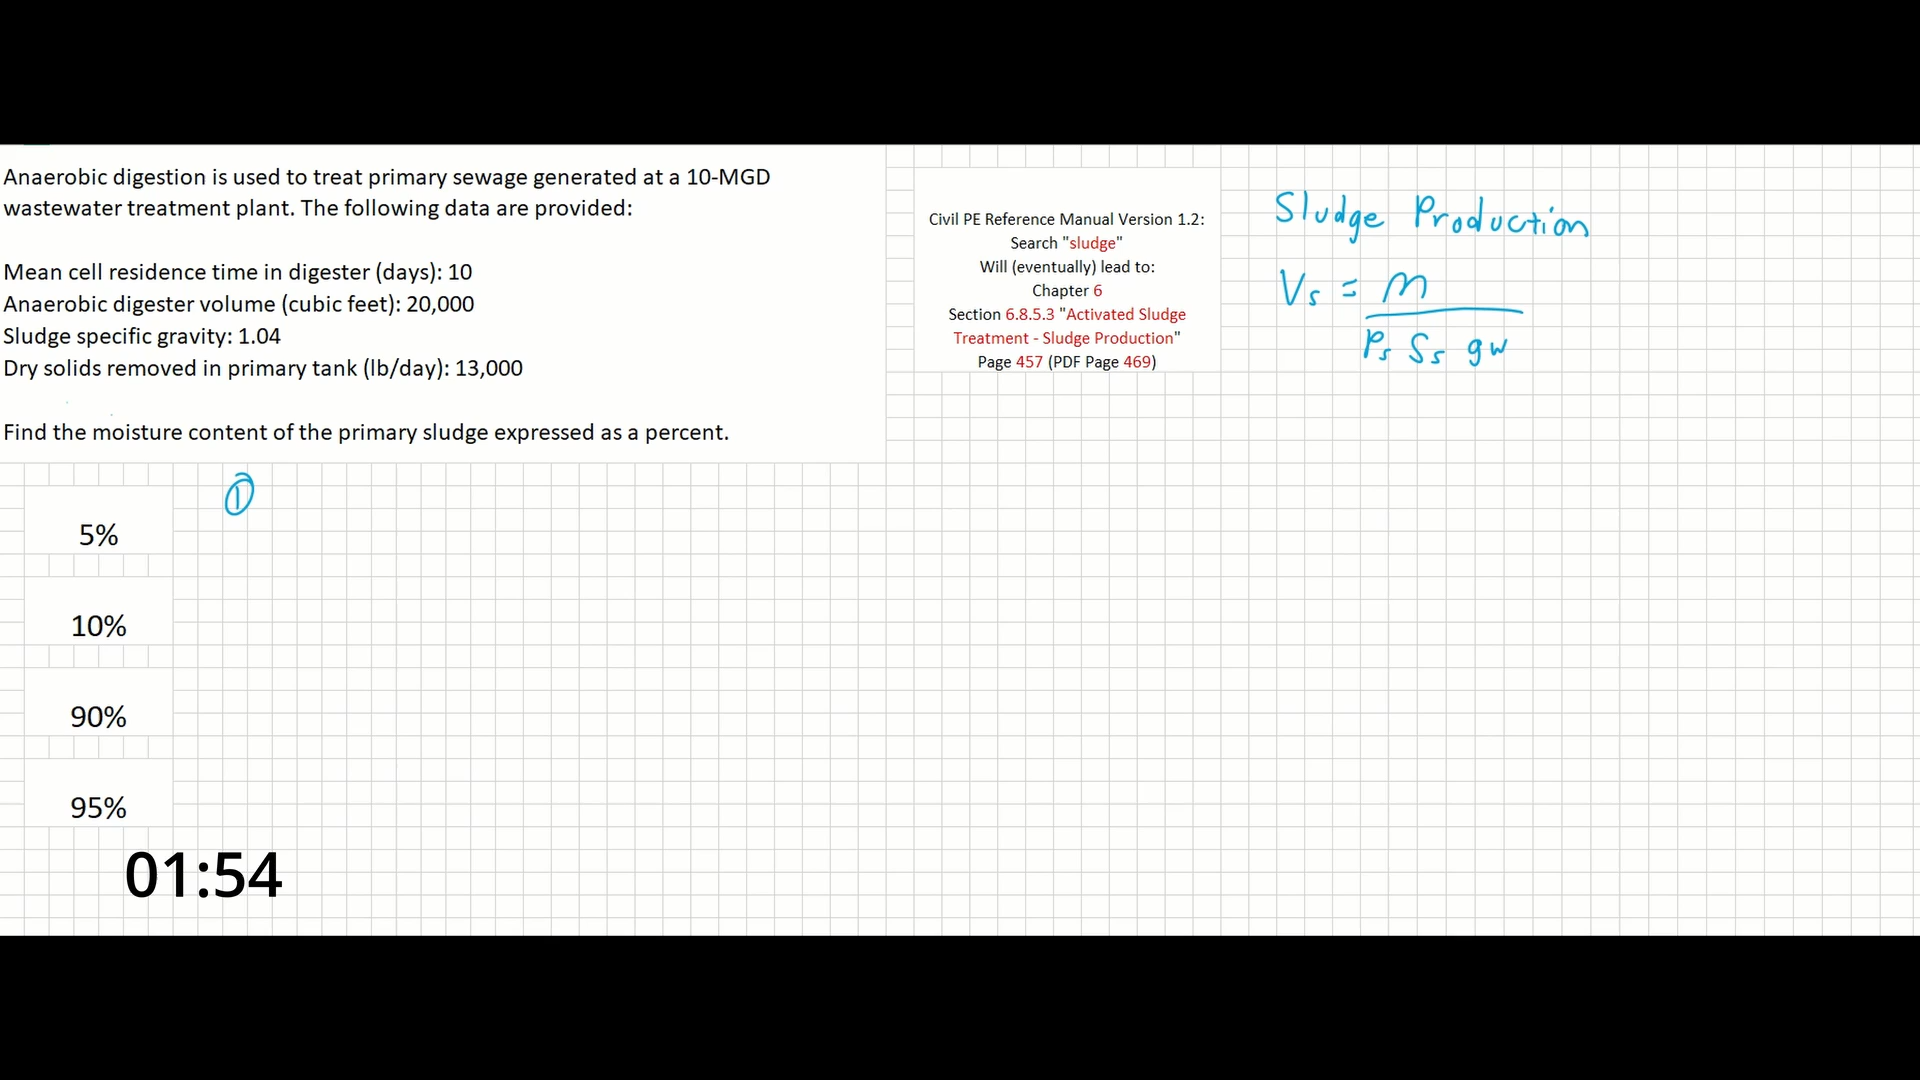 Anaerobic digestion is used to treat primary sewage generated at a 10-MGD
wastewater treatment plant. The following data are provided:
Mean cell residence time in digester (days): 10
Anaerobic digester volume (cubic feet): 20,000
Sludge specific gravity: 1.04
Dry solids removed in primary tank (lb/day): 13,000
Find the moisture content of the primary sludge expressed as a percent.
①
5%
10%
90%
95%
01:54
Civil PE Reference Manual Version 1.2:
Search "sludge"
Will (eventually) lead to:
Chapter 6
Section 6.8.5.3 "Activated Sludge
Treatment - Sludge Production"
Page 457 (PDF Page 469)
Sludge Production
Vs = M
Ps Ss gw